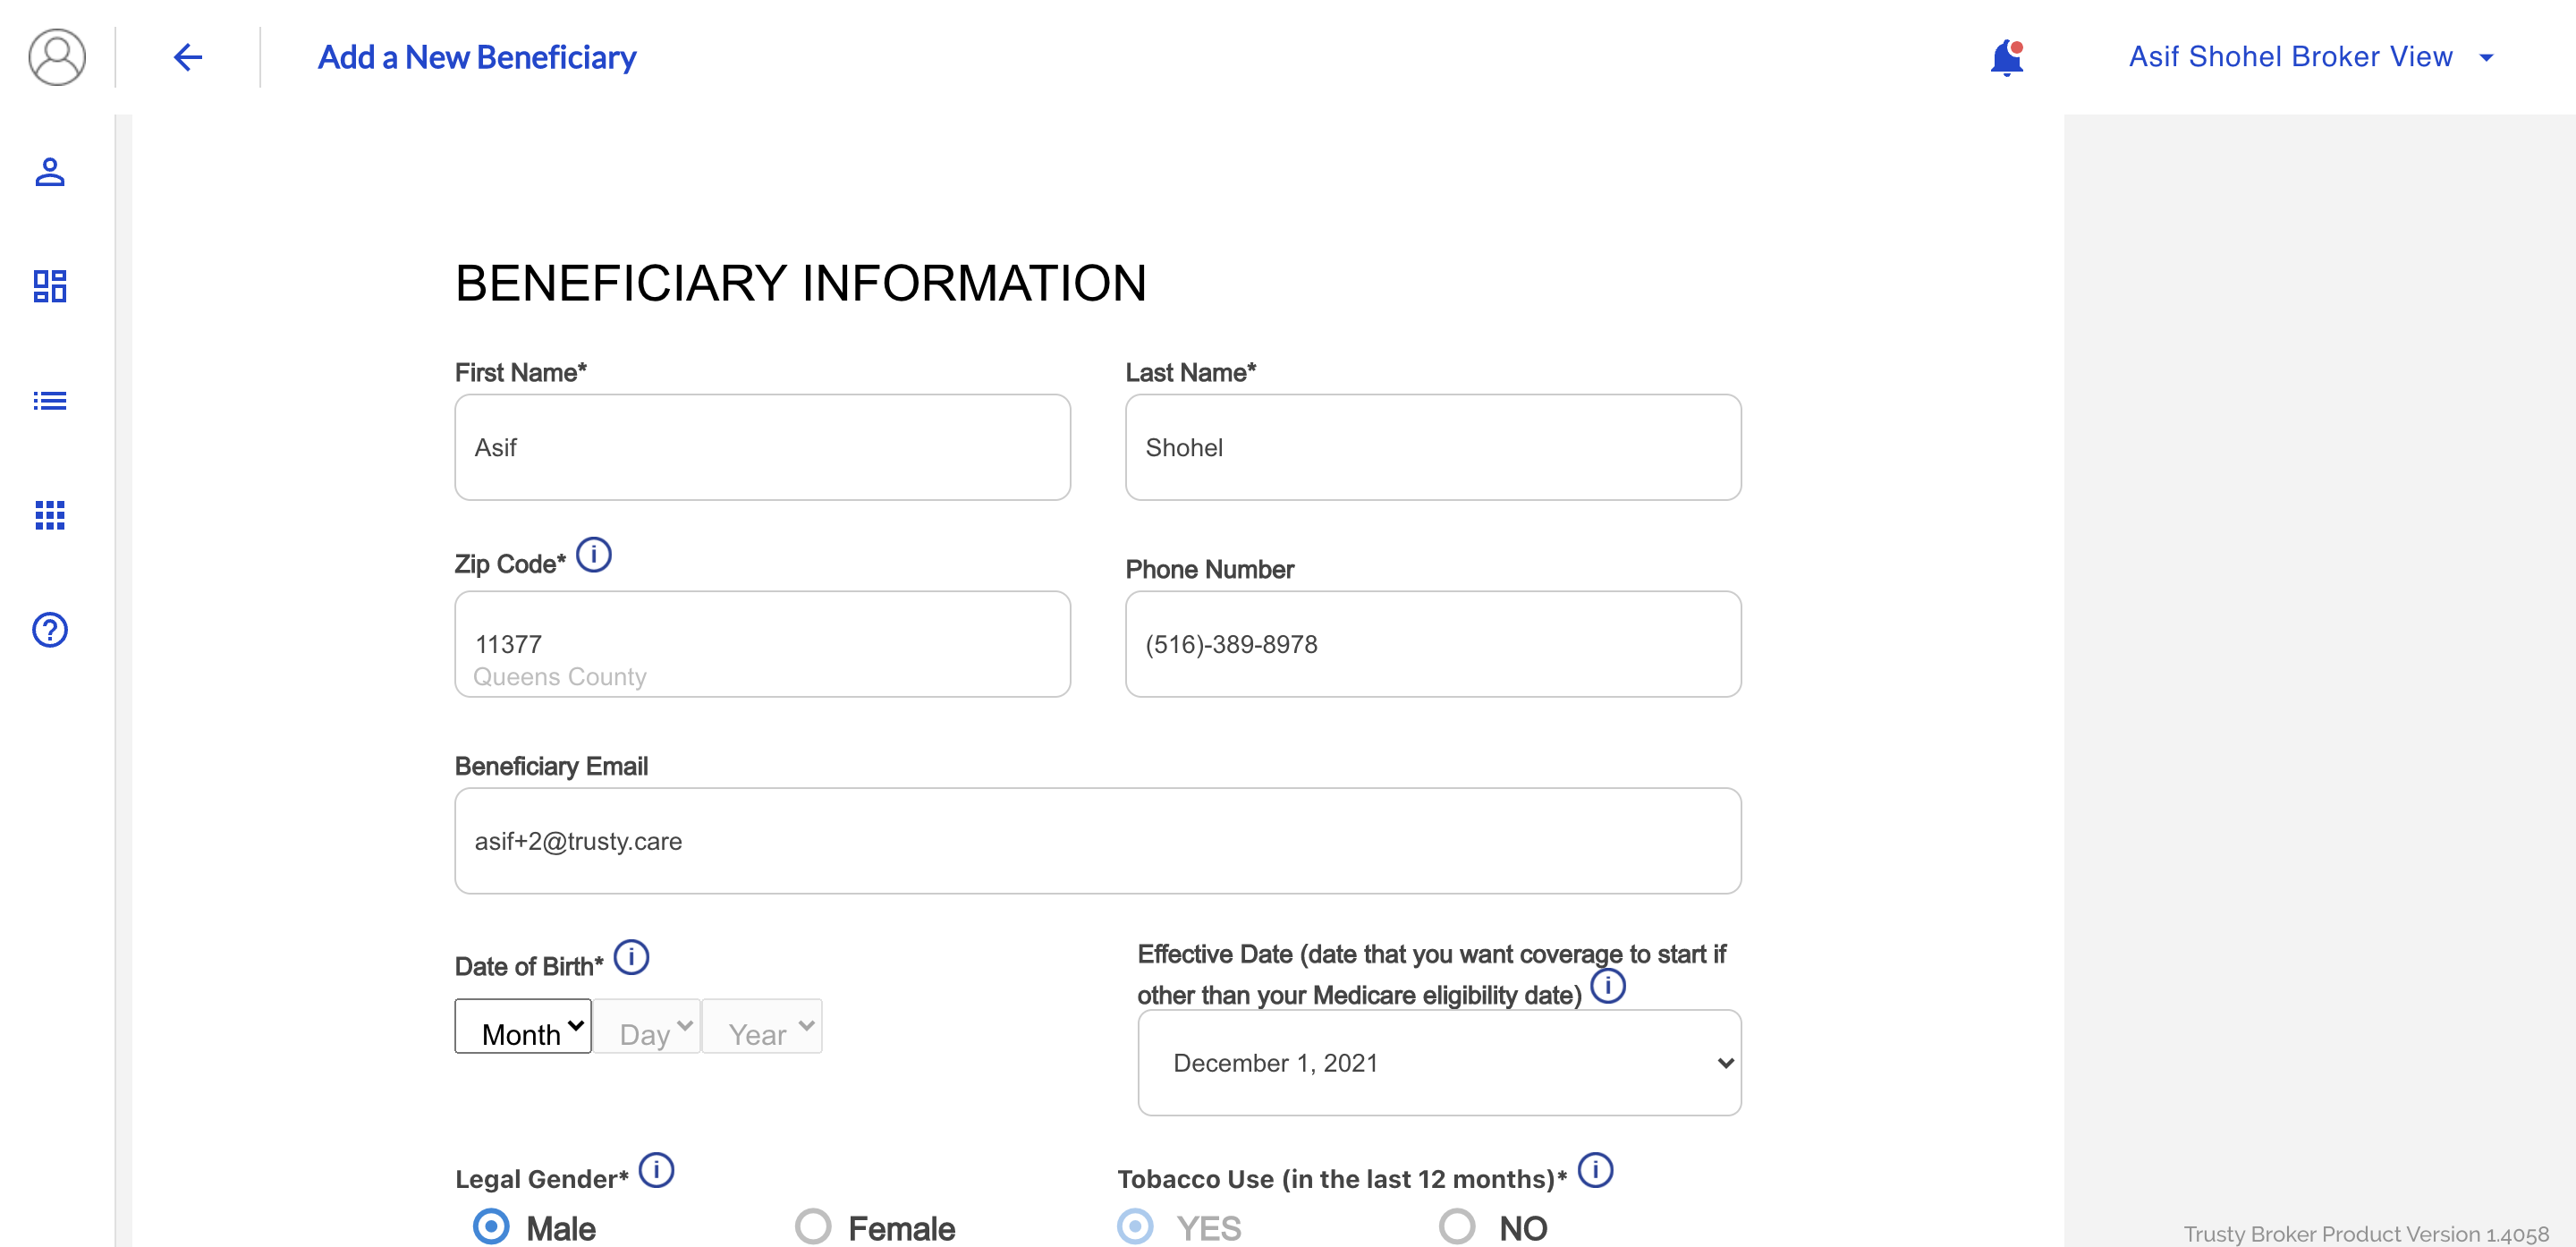 Add a New Beneficiary
Asif Shohel Broker View
BENEFICIARY INFORMATION
First Name*
Last Name*
Asif
Shohel
Zip Code*
Phone Number
11377
Queens County
(516)-389-8978
Beneficiary Email
asif+2@trusty.care
Date of Birth*
Effective Date (date that you want coverage to start if
other than your Medicare eligibility date)
Month
Day
Year
December 1, 2021
Legal Gender*
Tobacco Use (in the last 12 months)*
Male
Female
YES
NO
Trusty Broker Product Version 1.4058